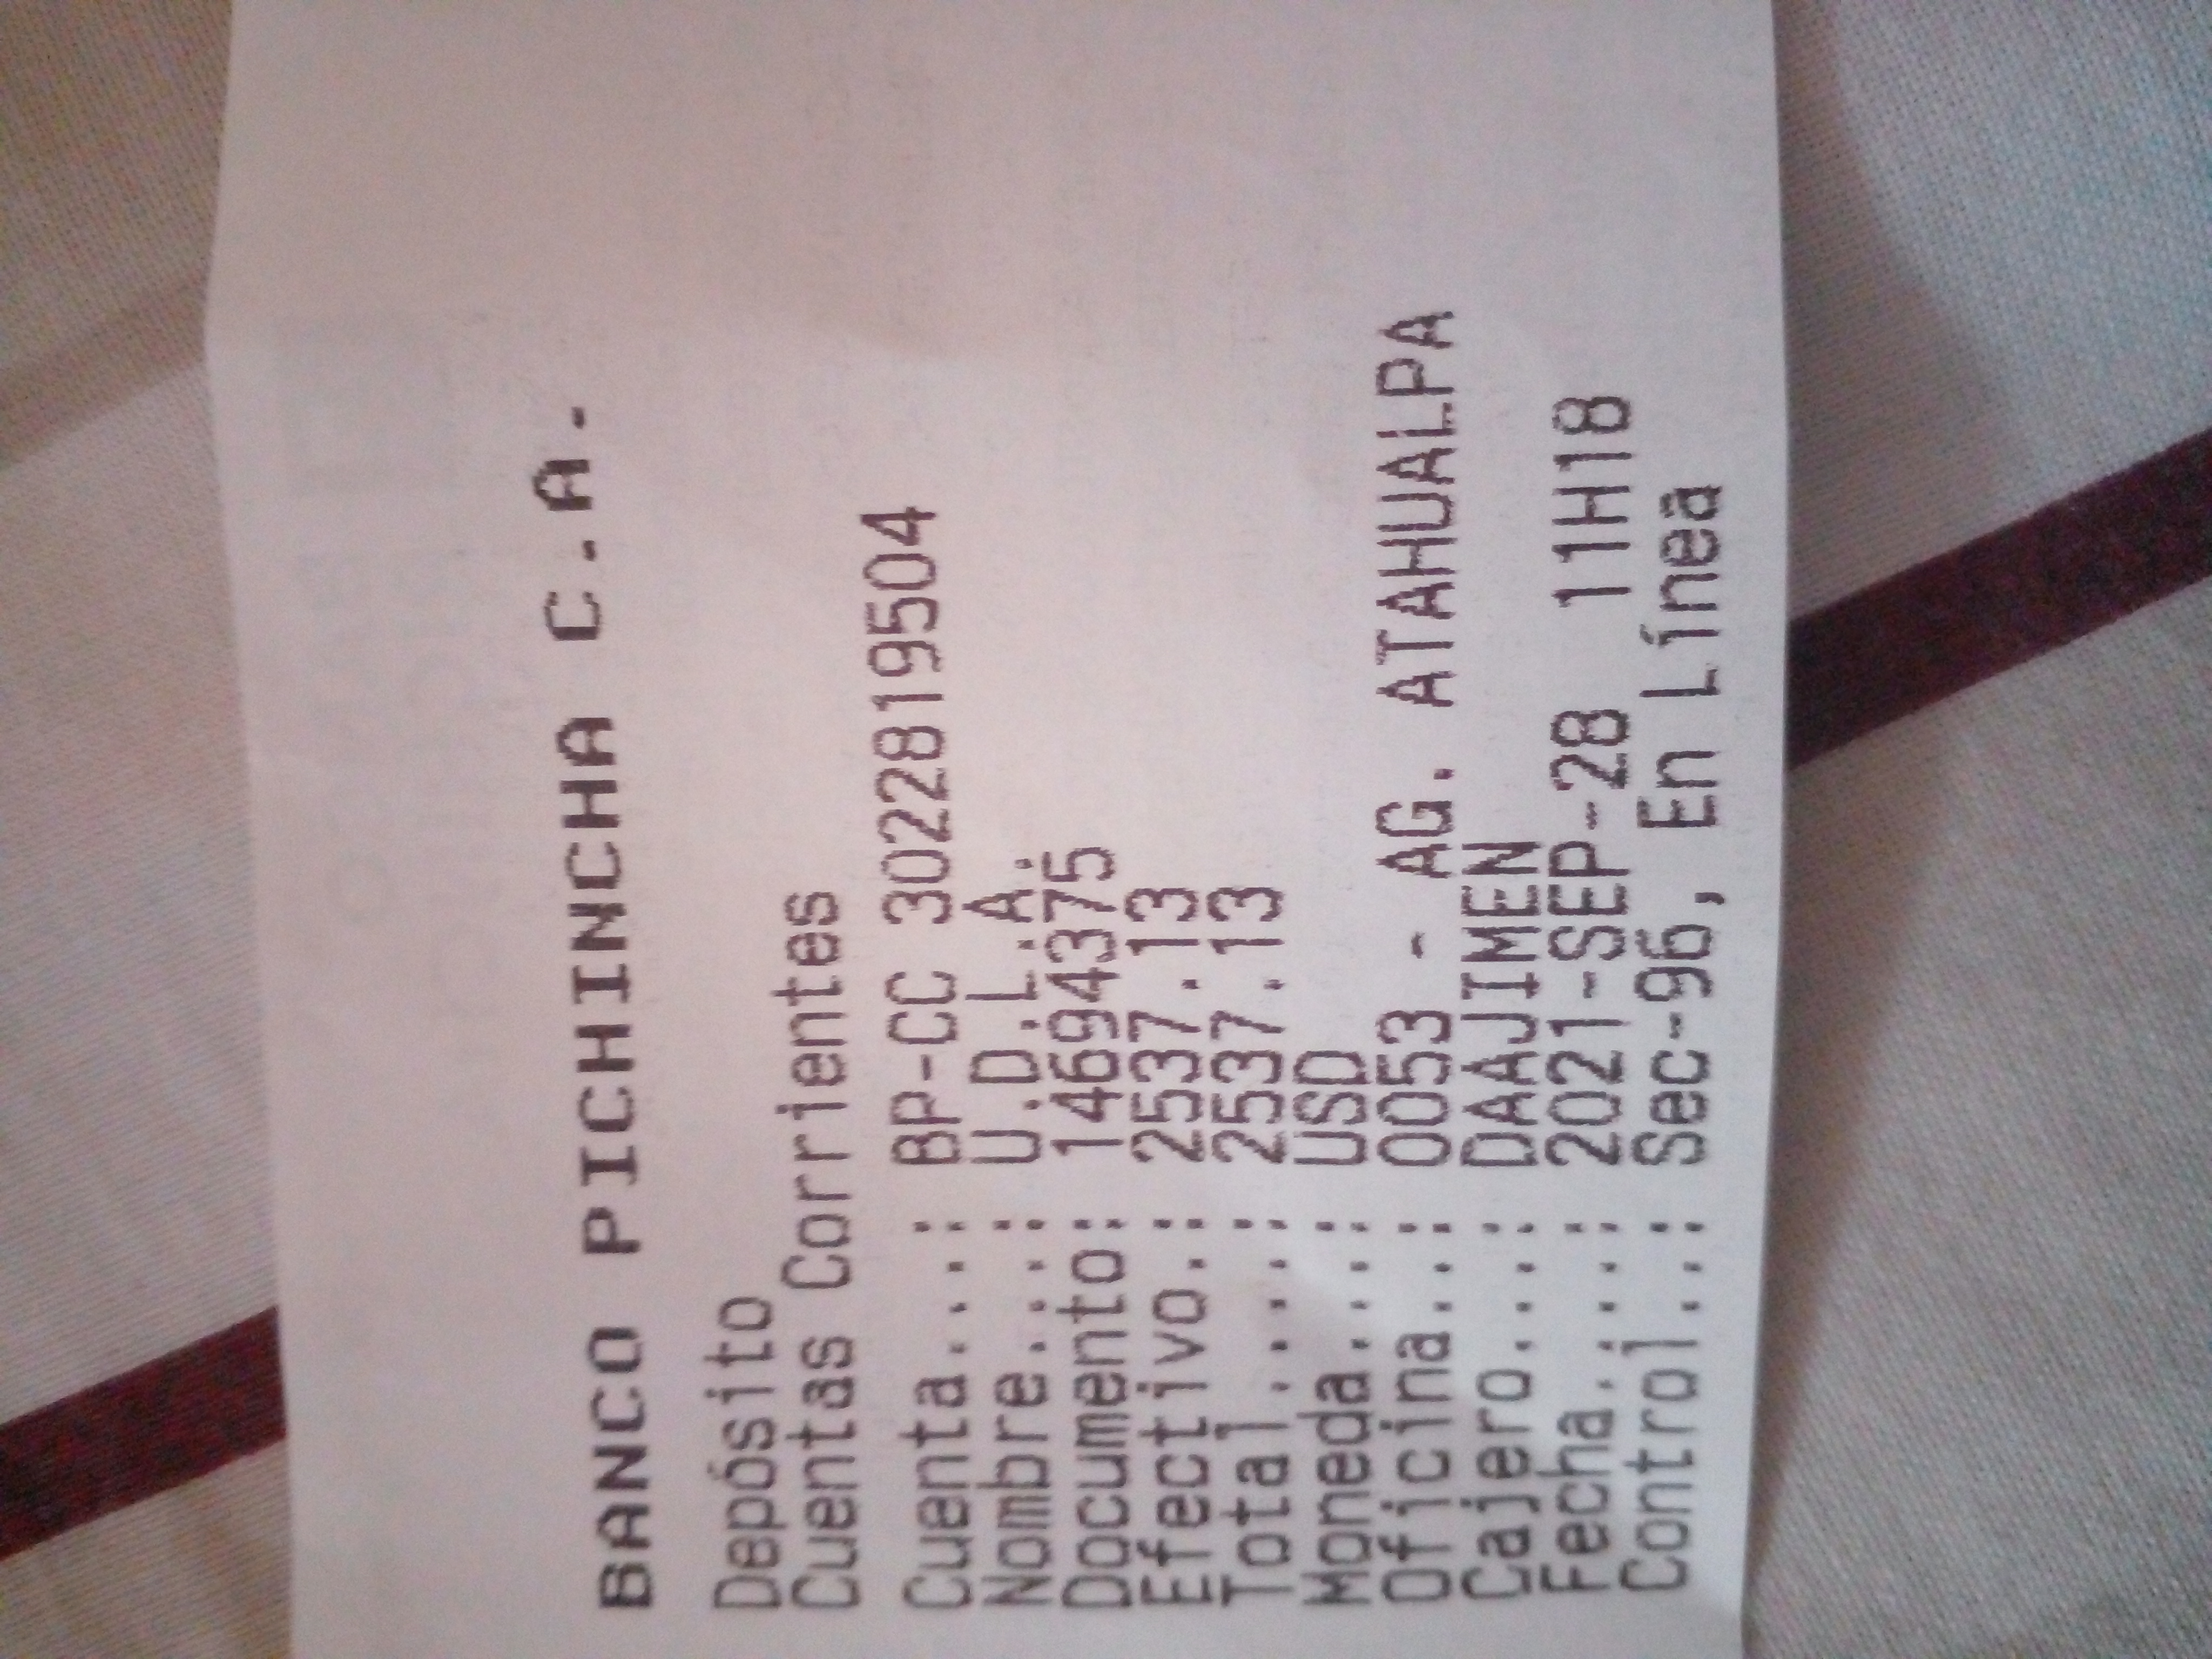 BANCO PICHINCHA C.A.
Depósito
Cuentas Corrientes
Cuenta....: BP-CC 3022819504
Nombre....: U.D.L.A.
Documento: 14694375
Efectivo.: 2537.13
Total.....: 2537.13
Moneda....: USD
Oficina...: 0053 - AG. ATAHUALPA
Cajero....: DAAJIMEN
Fecha.....: 2021-SEP-28 11H18
Control...: Sec-96, En Línea